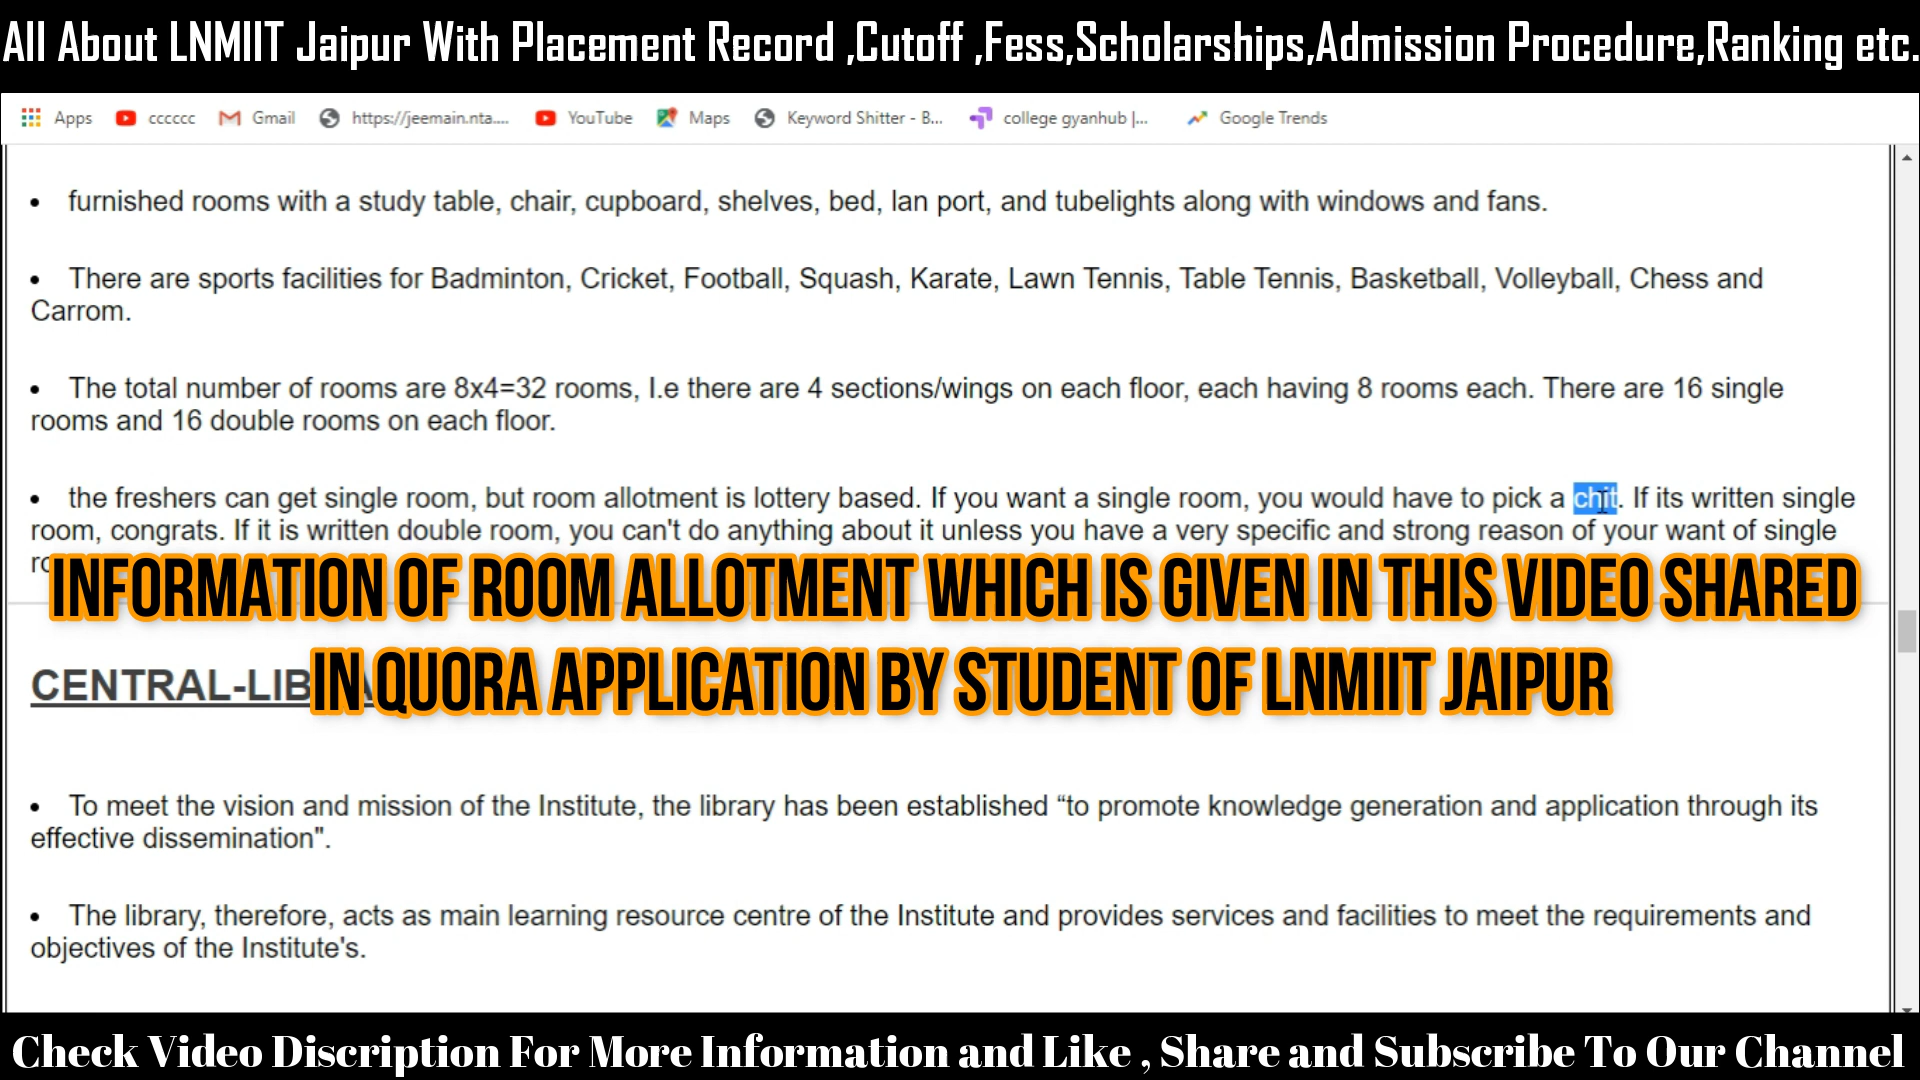 All About LNMIIT Jaipur With Placement Record ,Cutoff ,Fess,Scholarships,Admission Procedure,Ranking etc.
Apps cccccc Gmail https://jeemain.nta.... YouTube Maps Keyword Shitter - B... college gyanhub |... Google Trends
• furnished rooms with a study table, chair, cupboard, shelves, bed, lan port, and tubelights along with windows and fans.
• There are sports facilities for Badminton, Cricket, Football, Squash, Karate, Lawn Tennis, Table Tennis, Basketball, Volleyball, Chess and
Carrom.
• The total number of rooms are 8x4=32 rooms, I.e there are 4 sections/wings on each floor, each having 8 rooms each. There are 16 single
rooms and 16 double rooms on each floor.
• the freshers can get single room, but room allotment is lottery based. If you want a single room, you would have to pick a chit. If its written single
room, congrats. If it is written double room, you can't do anything about it unless you have a very specific and strong reason of your want of single
INFORMATION OF ROOM ALLOTMENT WHICH IS GIVEN IN THIS VIDEO SHARED
IN QUORA APPLICATION BY STUDENT OF LNMIIT JAIPUR
• To meet the vision and mission of the Institute, the library has been established “to promote knowledge generation and application through its
effective dissemination".
• The library, therefore, acts as main learning resource centre of the Institute and provides services and facilities to meet the requirements and
objectives of the Institute's.
Check Video Discription For More Information and Like , Share and Subscribe To Our Channel